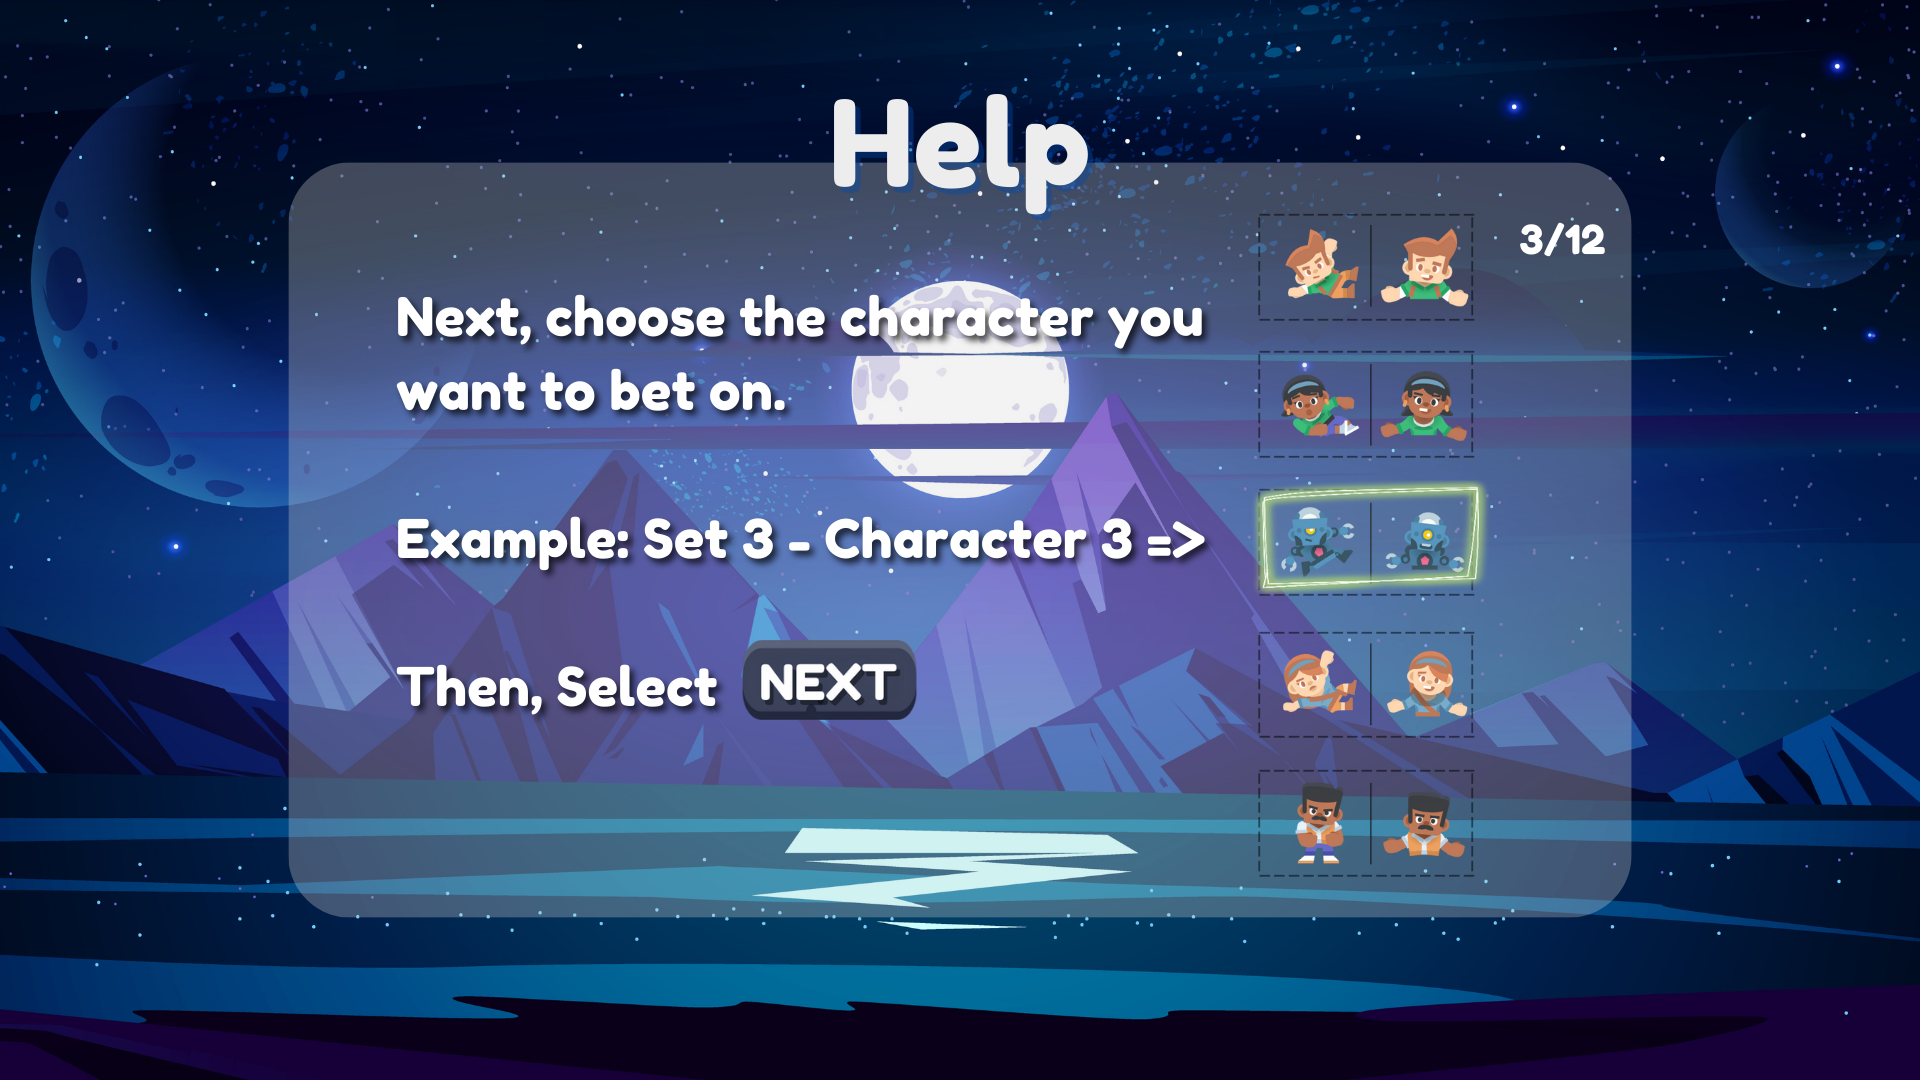 Help
3/12
Next, choose the character you
want to bet on.
Example: Set 3 - Character 3 =>
Then, Select NEXT